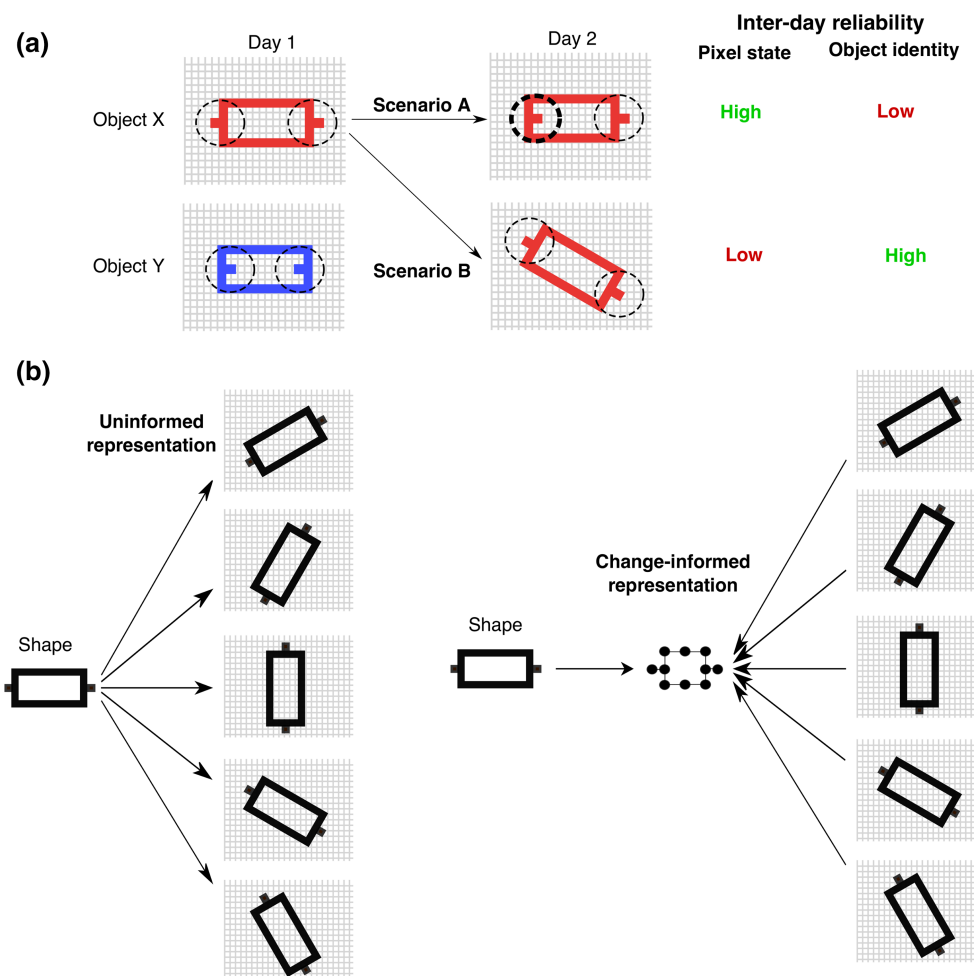 (a)
Day 1
Day 2
Inter-day reliability
Pixel state
Object identity
Object X
Scenario A
High
Low
Object Y
Scenario B
Low
High
(b)
Uninformed
representation
Shape
Change-informed
representation
Shape